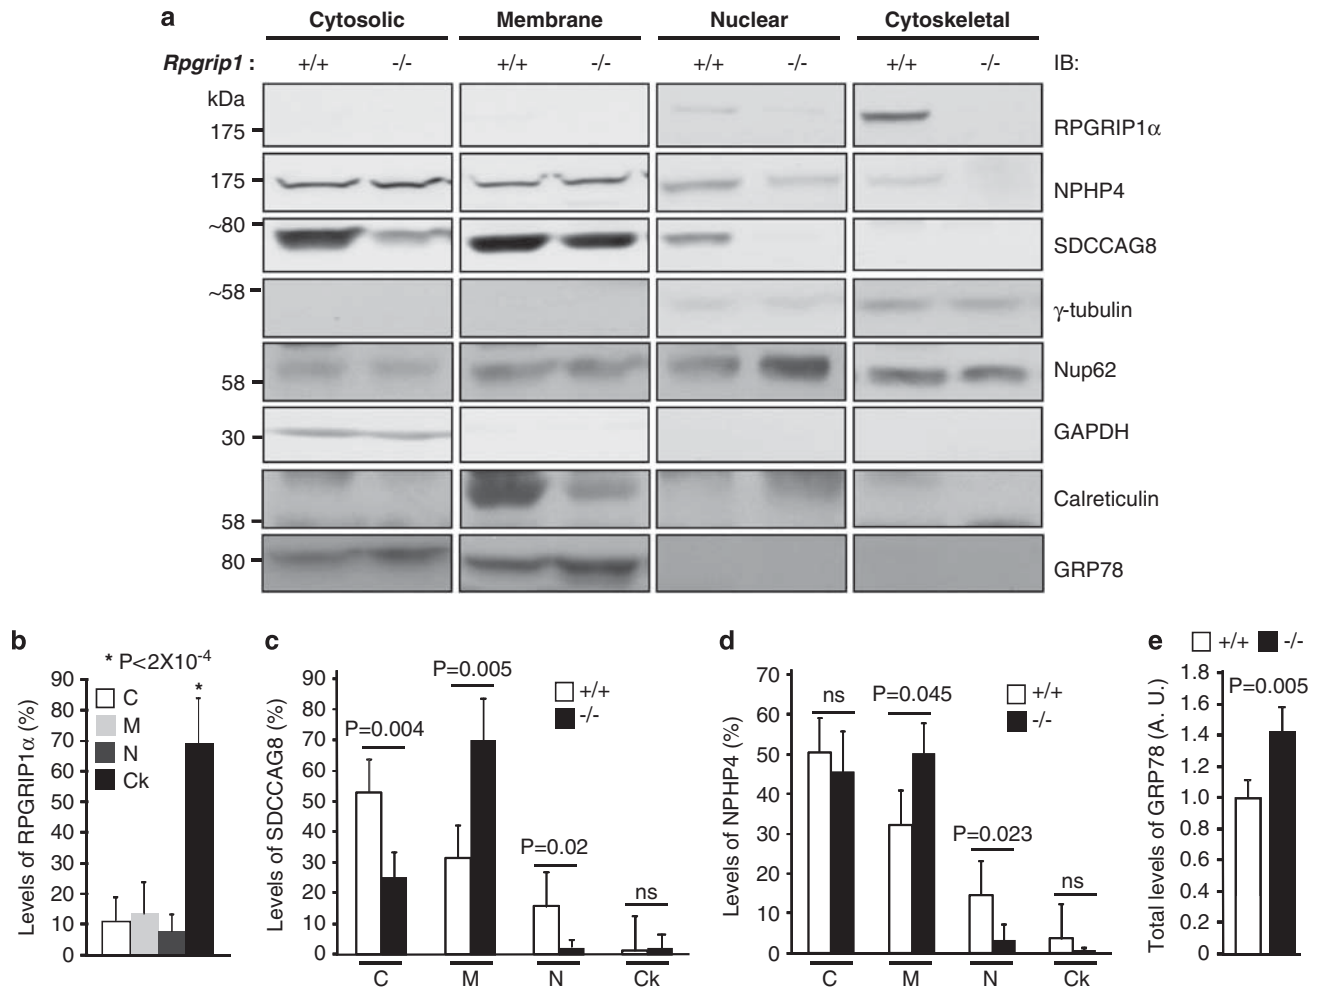 a
Cytosolic Membrane Nuclear Cytoskeletal
Rpgrip1 : +/+ -/- +/+ -/- +/+ -/- +/+ -/- IB:
kDa
175 RPGRIP1α
175 NPHP4
~80 SDCCAG8
~58 γ-tubulin
58 Nup62
30 GAPDH
58 Calreticulin
80 GRP78
b
* P<2X10-4
Levels of RPGRIP1α (%)
90
80
70
60
50
40
30
20
10
0
C
M
N
Ck
*
c
Levels of SDCCAG8 (%)
90
80
70
60
50
40
30
20
10
0
P=0.004
P=0.005
P=0.02
ns
+/+
-/-
C M N Ck
d
Levels of NPHP4 (%)
70
60
50
40
30
20
10
0
ns
P=0.045
P=0.023
ns
+/+
-/-
C M N Ck
e
+/+ -/-
Total levels of GRP78 (A. U.)
1.8
1.6
1.4
1.2
1.0
0.8
0.6
0.4
0.2
0
P=0.005